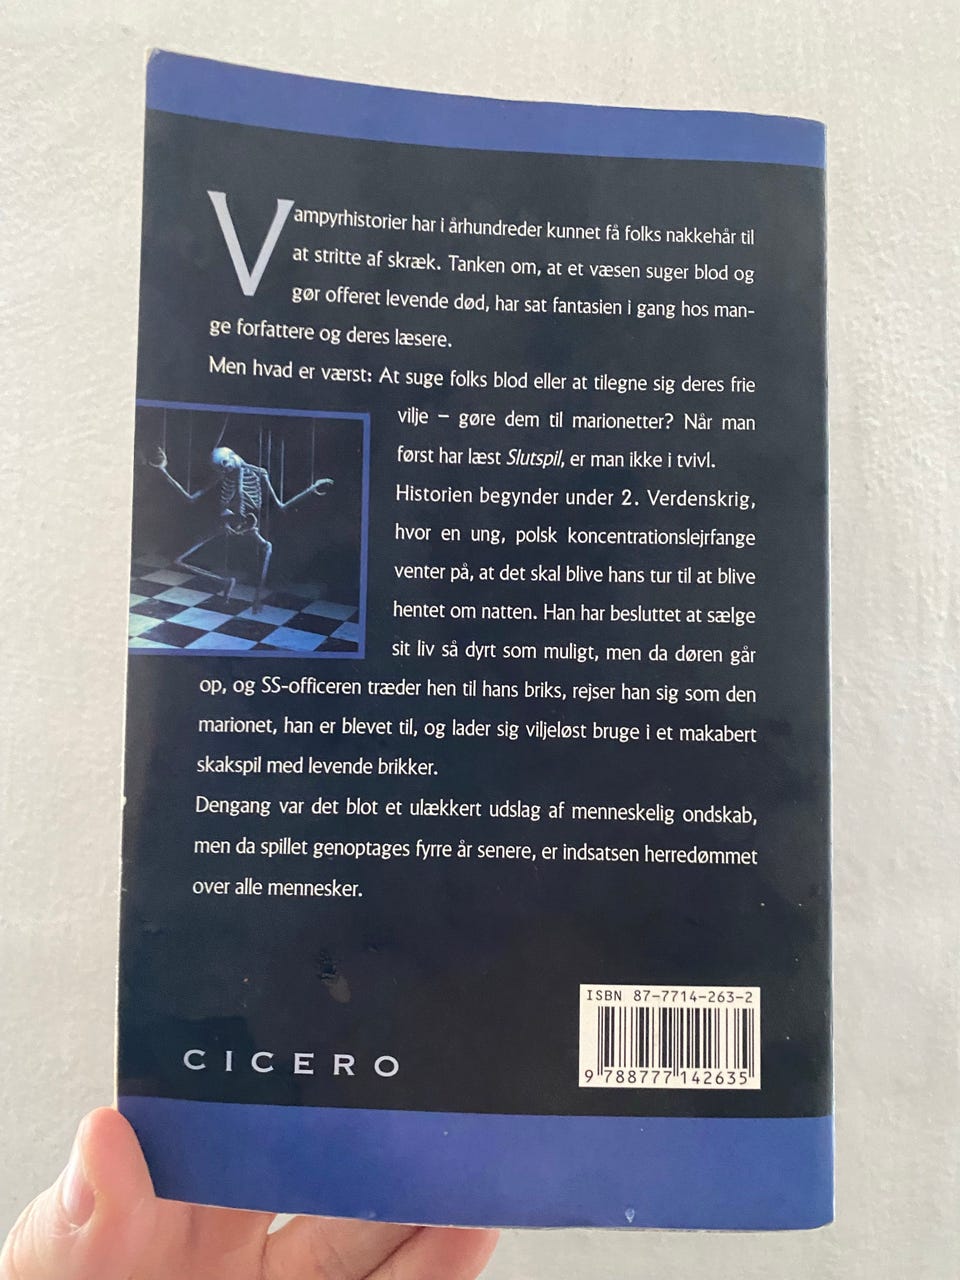 Vampyrhistorier har i århundreder kunnet få folks nakkehår til
at stritte af skræk. Tanken om, at et væsen suger blod og
gør offeret levende død, har sat fantasien i gang hos man-
ge forfattere og deres læsere.
Men hvad er værst: At suge folks blod eller at tilegne sig deres frie
vilje – gøre dem til marionetter? Når man
først har læst Slutspil, er man ikke i tvivl.
Historien begynder under 2. Verdenskrig,
hvor en ung, polsk koncentrationslejrfange
venter på, at det skal blive hans tur til at blive
hentet om natten. Han har besluttet at sælge
sit liv så dyrt som muligt, men da døren går
op, og SS-officeren træder hen til hans briks, rejser han sig som den
marionet, han er blevet til, og lader sig viljeløst bruge i et makabert
skakspil med levende brikker.
Dengang var det blot et ulækkert udslag af menneskelig ondskab,
men da spillet genoptages fyrre år senere, er indsatsen herredømmet
over alle mennesker.
ISBN 87-7714-263-2
9 788777 142635
CICERO